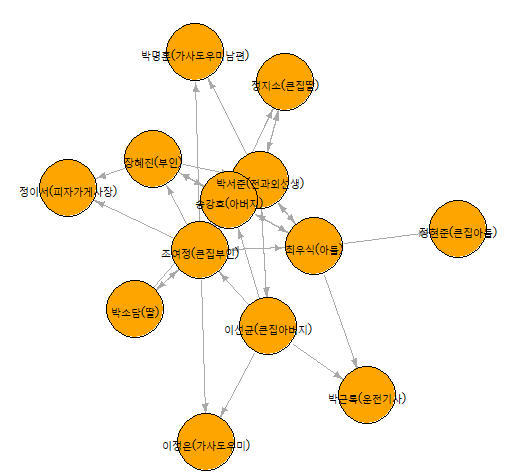 박명훈(가사도우미남편)
정지소(큰집딸)
장혜진(부인)
정이서(피자가게사장)
박서준(전과외선생)
송강호(아버지)
정현준(큰집아들)
조여정(큰집부인)
최우식(아들)
박소담(딸)
이선균(큰집아버지)
박근록(운전기사)
이정은(가사도우미)